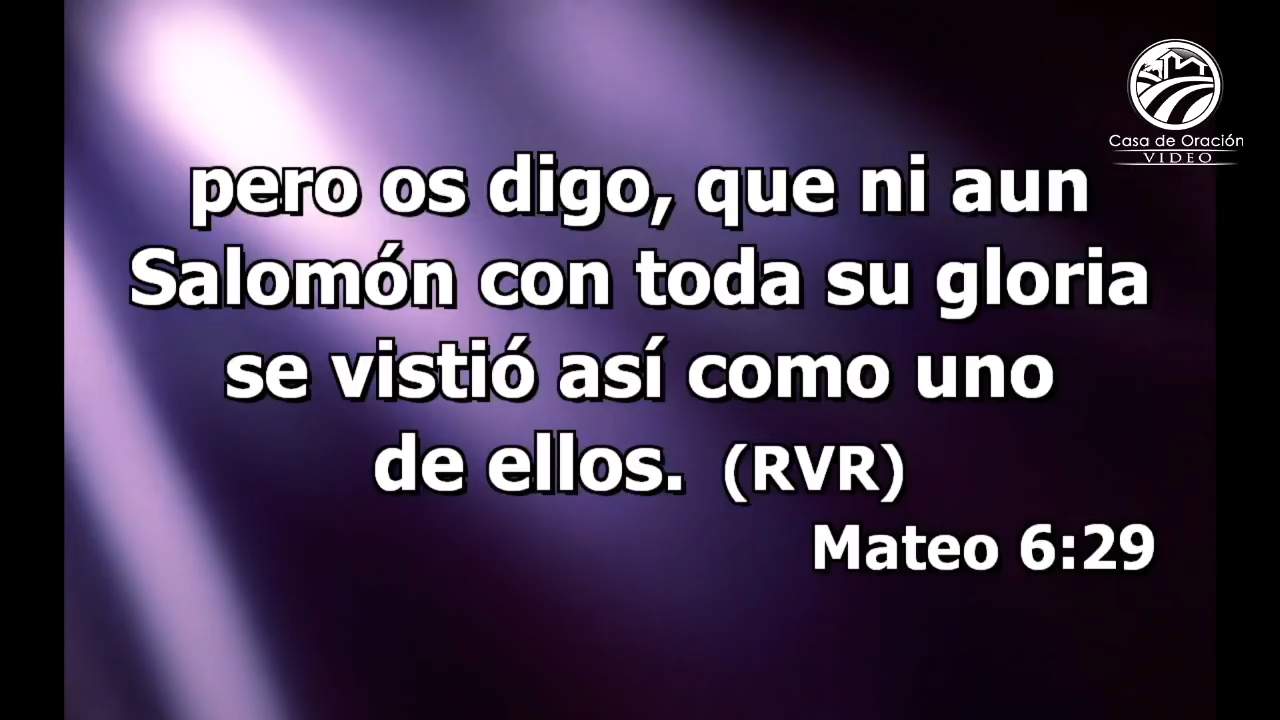 Casa de Oración
VIDEO
pero os digo, que ni aun
Salomón con toda su gloria
se vistió así como uno
de ellos. (RVR)
Mateo 6:29